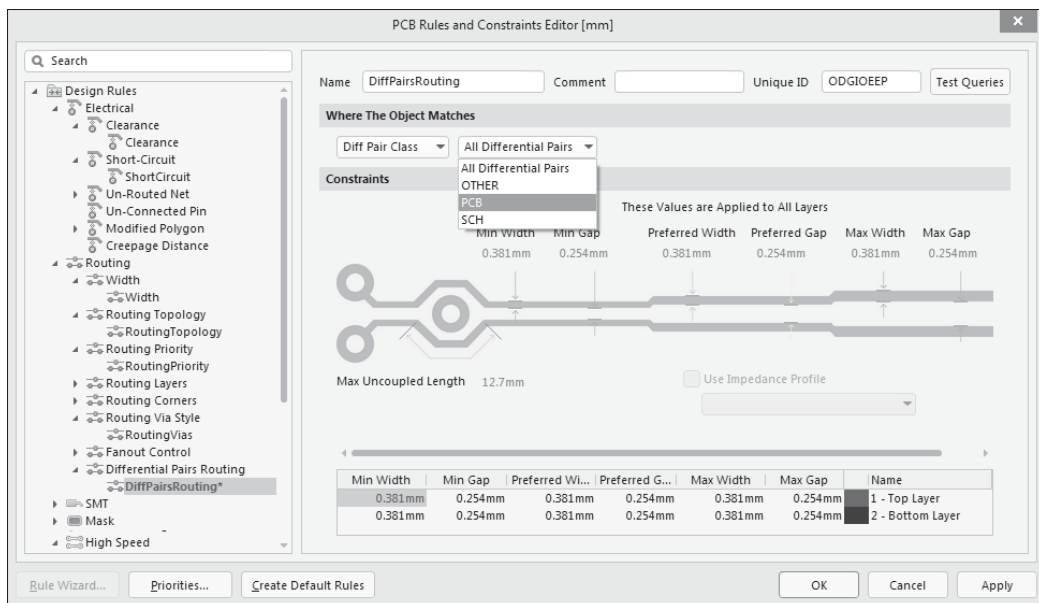 PCB Rules and Constraints Editor [mm]
Search
Design Rules
Electrical
Clearance
Clearance
Short-Circuit
ShortCircuit
Un-Routed Net
Un-Connected Pin
Modified Polygon
Creepage Distance
Routing
Width
Width
Routing Topology
RoutingTopology
Routing Priority
RoutingPriority
Routing Layers
Routing Corners
Routing Via Style
RoutingVias
Fanout Control
Differential Pairs Routing
DiffPairsRouting*
SMT
Mask
High Speed
Name DiffPairsRouting Comment Unique ID ODGIOEEP Test Queries
Where The Object Matches
Diff Pair Class All Differential Pairs
All Differential Pairs
OTHER
PCB
SCH
Constraints
These Values are Applied to All Layers
Min Width Min Gap Preferred Width Preferred Gap Max Width Max Gap
0.381mm 0.254mm 0.381mm 0.254mm 0.381mm 0.254mm
Max Uncoupled Length 12.7mm
Use Impedance Profile
Min Width Min Gap Preferred Wi... Preferred G... Max Width Max Gap Name
0.381mm 0.254mm 0.381mm 0.254mm 0.381mm 0.254mm 1 - Top Layer
0.381mm 0.254mm 0.381mm 0.254mm 0.381mm 0.254mm 2 - Bottom Layer
Rule Wizard... Priorities... Create Default Rules OK Cancel Apply